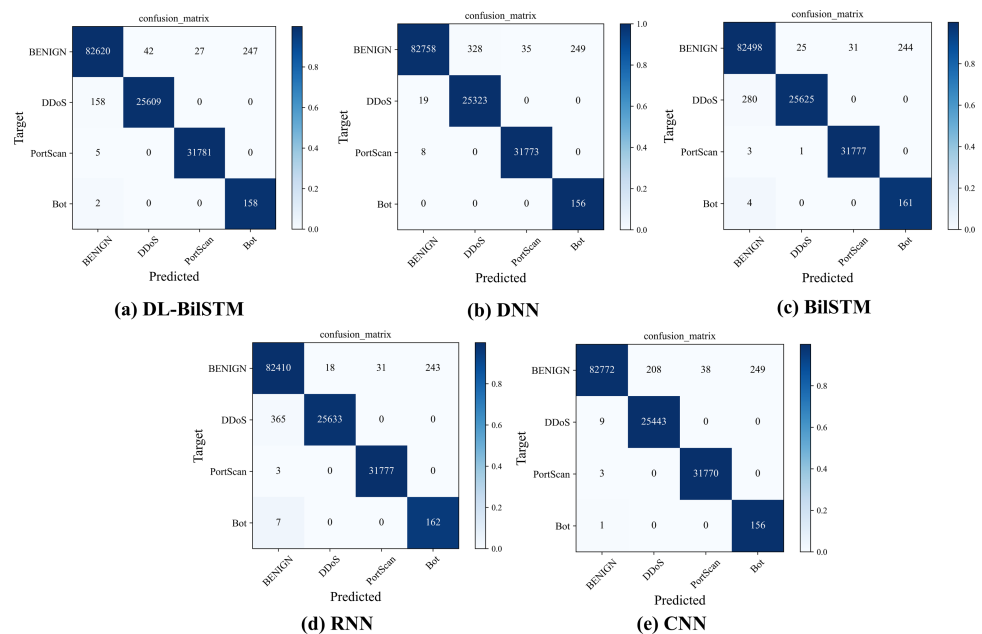 confusion_matrix
BENIGN 82620 42 27 247
DDoS 158 25609 0 0
PortScan 5 0 31781 0
Bot 2 0 0 158
BENIGN DDoS PortScan Bot
Target
Predicted
0.8
0.6
0.4
0.2
0.0
(a) DL-BilSTM
confusion_matrix
BENIGN 82758 328 35 249
DDoS 19 25323 0 0
PortScan 8 0 31773 0
Bot 0 0 0 156
BENIGN DDoS PortScan Bot
Target
Predicted
1.0
0.8
0.6
0.4
0.2
0.0
(b) DNN
confusion_matrix
BENIGN 82498 25 31 244
DDoS 280 25625 0 0
PortScan 3 1 31777 0
Bot 4 0 0 161
BENIGN DDoS PortScan Bot
Target
Predicted
0.8
0.6
0.4
0.2
0.0
(c) BilSTM
confusion_matrix
BENIGN 82410 18 31 243
DDoS 365 25633 0 0
PortScan 3 0 31777 0
Bot 7 0 0 162
BENIGN DDoS PortScan Bot
Target
Predicted
0.8
0.6
0.4
0.2
0.0
(d) RNN
confusion_matrix
BENIGN 82772 208 38 249
DDoS 9 25443 0 0
PortScan 3 0 31770 0
Bot 1 0 0 156
BENIGN DDoS PortScan Bot
Target
Predicted
0.8
0.6
0.4
0.2
0.0
(e) CNN